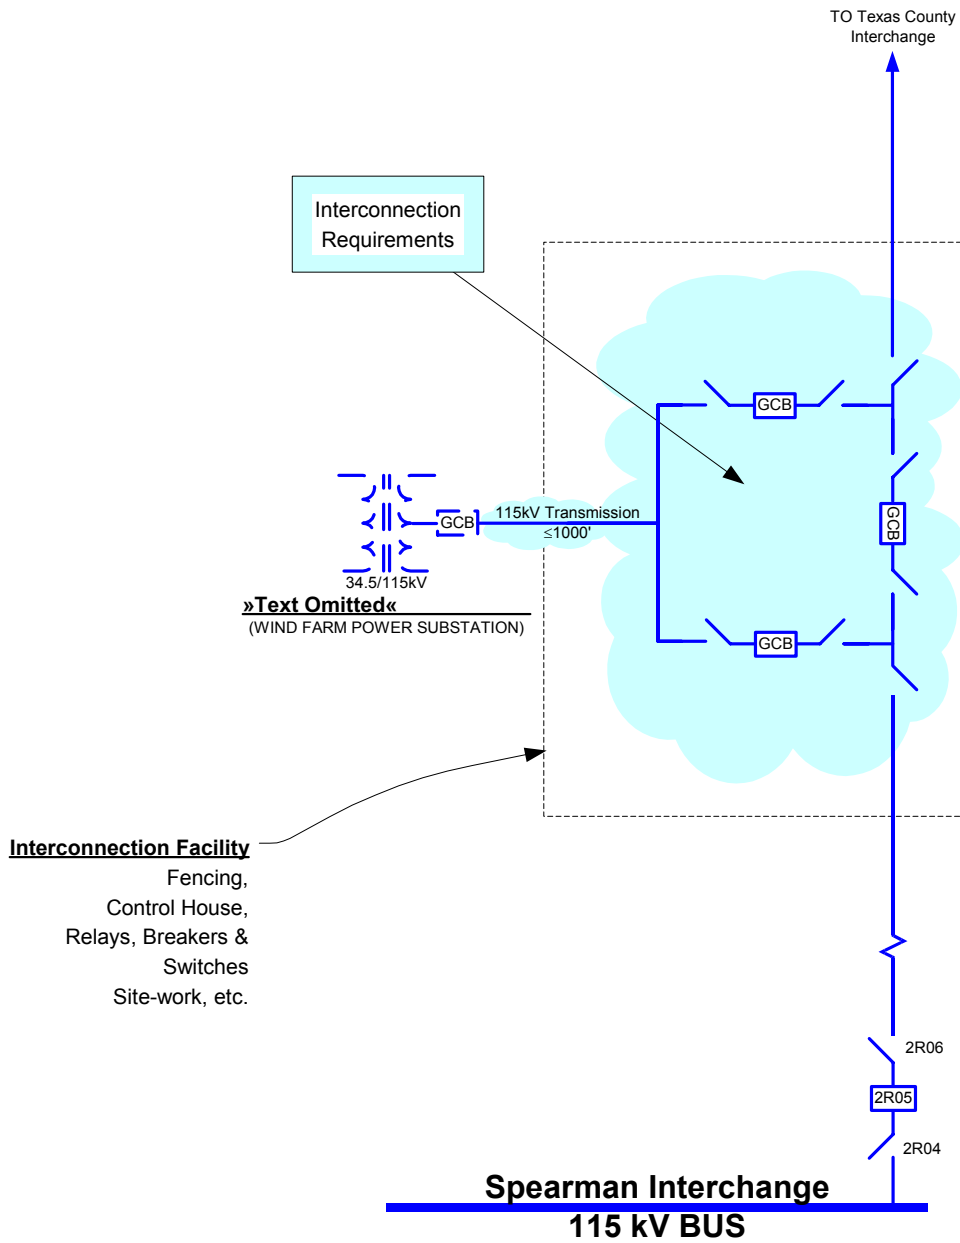 TO Texas County
Interchange
Interconnection
Requirements
GCB
GCB
115kV Transmission
≤1000'
GCB
34.5/115kV
»Text Omitted«
(WIND FARM POWER SUBSTATION)
GCB
Interconnection Facility
Fencing,
Control House,
Relays, Breakers &
Switches
Site-work, etc.
2R06
2R05
2R04
Spearman Interchange
115 kV BUS